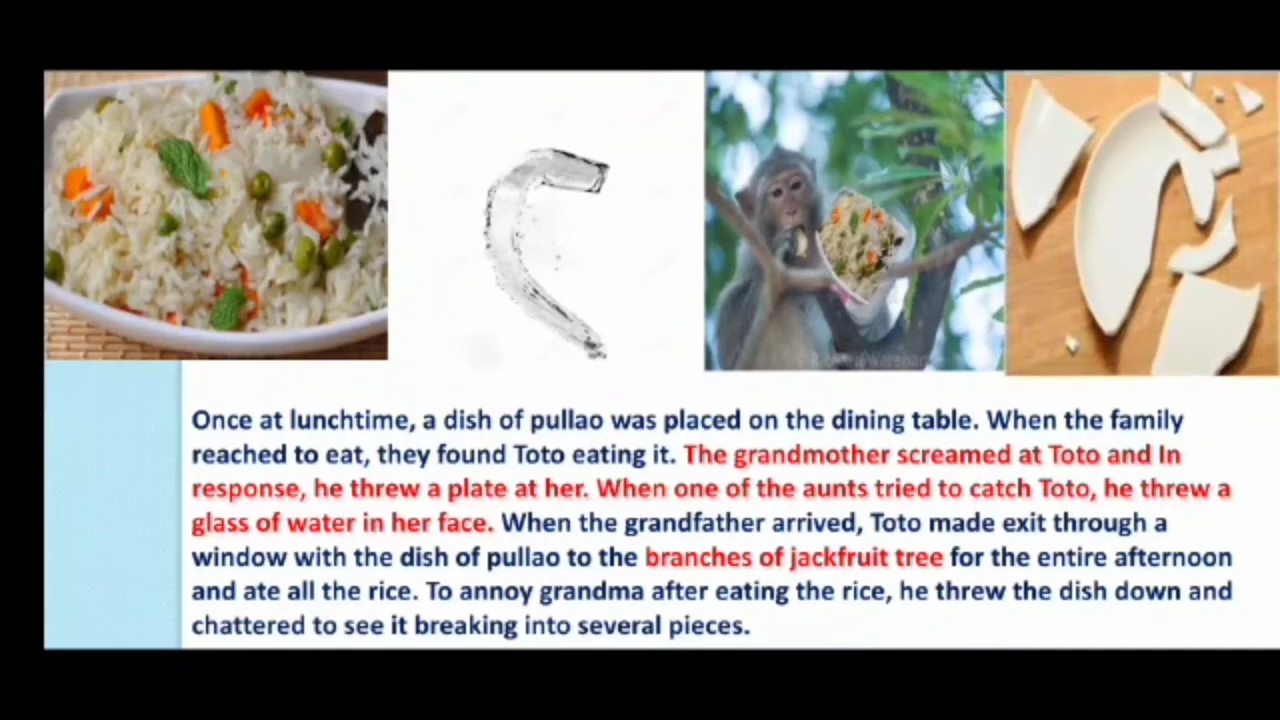 Once at lunchtime, a dish of pullao was placed on the dining table. When the family
reached to eat, they found Toto eating it. The grandmother screamed at Toto and In
response, he threw a plate at her. When one of the aunts tried to catch Toto, he threw a
glass of water in her face. When the grandfather arrived, Toto made exit through a
window with the dish of pullao to the branches of jackfruit tree for the entire afternoon
and ate all the rice. To annoy grandma after eating the rice, he threw the dish down and
chattered to see it breaking into several pieces.